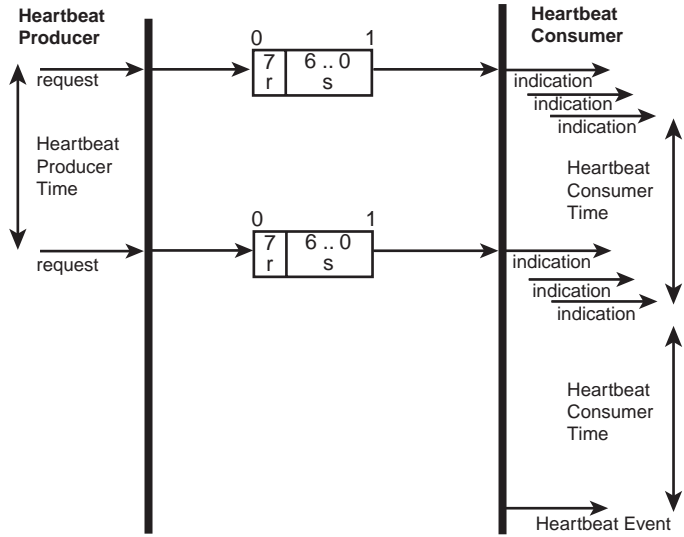 Heartbeat
Producer
Heartbeat
Consumer
0 1
7 6 .. 0
r s
request
indication
indication
indication
Heartbeat
Producer
Time
Heartbeat
Consumer
Time
0 1
7 6 .. 0
r s
request
indication
indication
indication
Heartbeat
Consumer
Time
Heartbeat Event